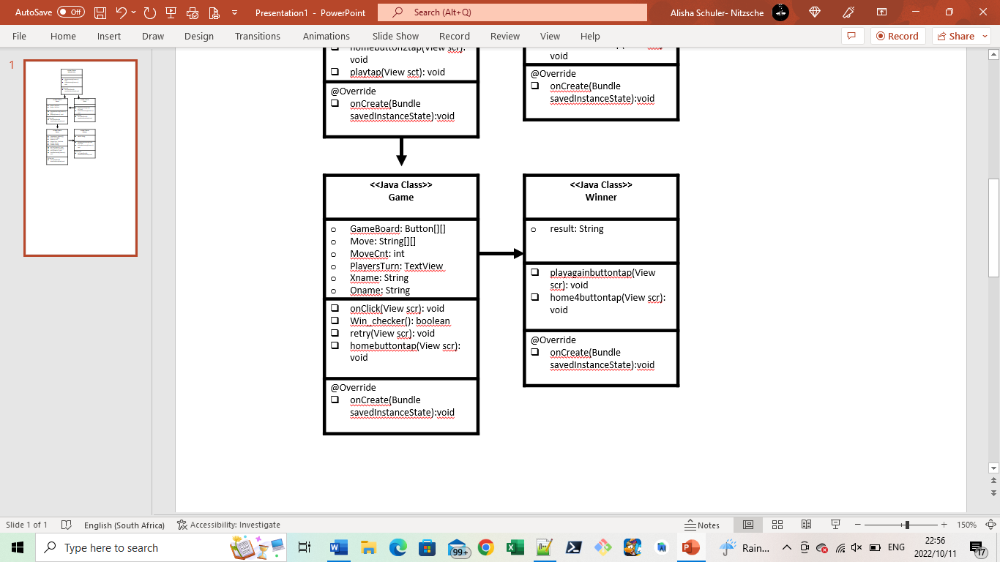 AutoSave Off Presentation1 - PowerPoint Search (Alt+Q) Alisha Schuler- Nitzsche
File Home Insert Draw Design Transitions Animations Slide Show Record Review View Help Record Share
1
homebutton2tap(View scr):
void
playtap(View sct): void
@Override
onCreate(Bundle
savedInstanceState):void
void
@Override
onCreate(Bundle
savedInstanceState):void
<<Java Class>>
Game
GameBoard: Button[][]
Move: String[][]
MoveCnt: int
PlayersTurn: TextView
Xname: String
Oname: String
onClick(View scr): void
Win_checker(): boolean
retry(View scr): void
homebuttontap(View scr):
void
@Override
onCreate(Bundle
savedInstanceState):void
<<Java Class>>
Winner
result: String
playagainbuttontap(View
scr): void
home4buttontap(View scr):
void
@Override
onCreate(Bundle
savedInstanceState):void
Slide 1 of 1 English (South Africa) Accessibility: Investigate Notes 150%
Type here to search 99+ Rain... ENG 22:56
2022/10/11 17